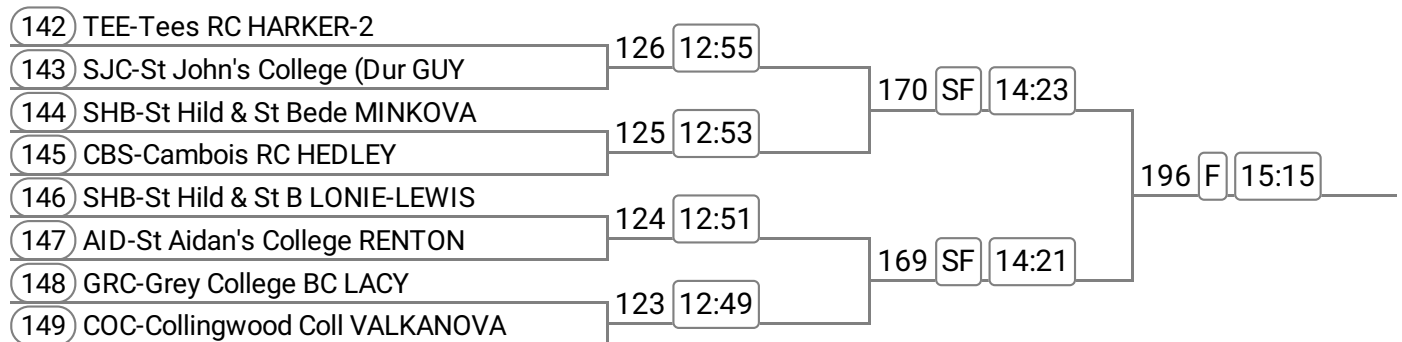 142 TEE-Tees RC HARKER-2
126 12:55
143 SJC-St John's College (Dur GUY
170 SF 14:23
144 SHB-St Hild & St Bede MINKOVA
125 12:53
145 CBS-Cambois RC HEDLEY
196 F 15:15
146 SHB-St Hild & St B LONIE-LEWIS
124 12:51
147 AID-St Aidan's College RENTON
169 SF 14:21
148 GRC-Grey College BC LACY
123 12:49
149 COC-Collingwood Coll VALKANOVA